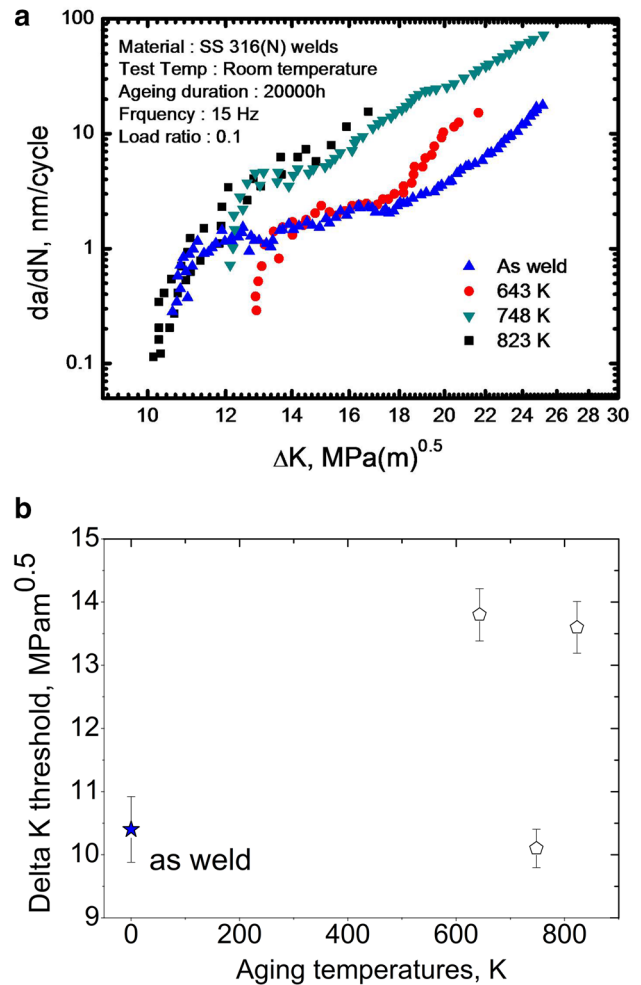 a
100
10
1
0.1
da/dN, nm/cycle
Material : SS 316(N) welds
Test Temp : Room temperature
Ageing duration : 20000h
Frquency : 15 Hz
Load ratio : 0.1
As weld
643 K
748 K
823 K
10 12 14 16 18 20 22 24 26 28 30
ΔK, MPa(m)^0.5
b
15
14
13
12
11
10
9
Delta K threshold, MPam^0.5
as weld
0 200 400 600 800
Aging temperatures, K